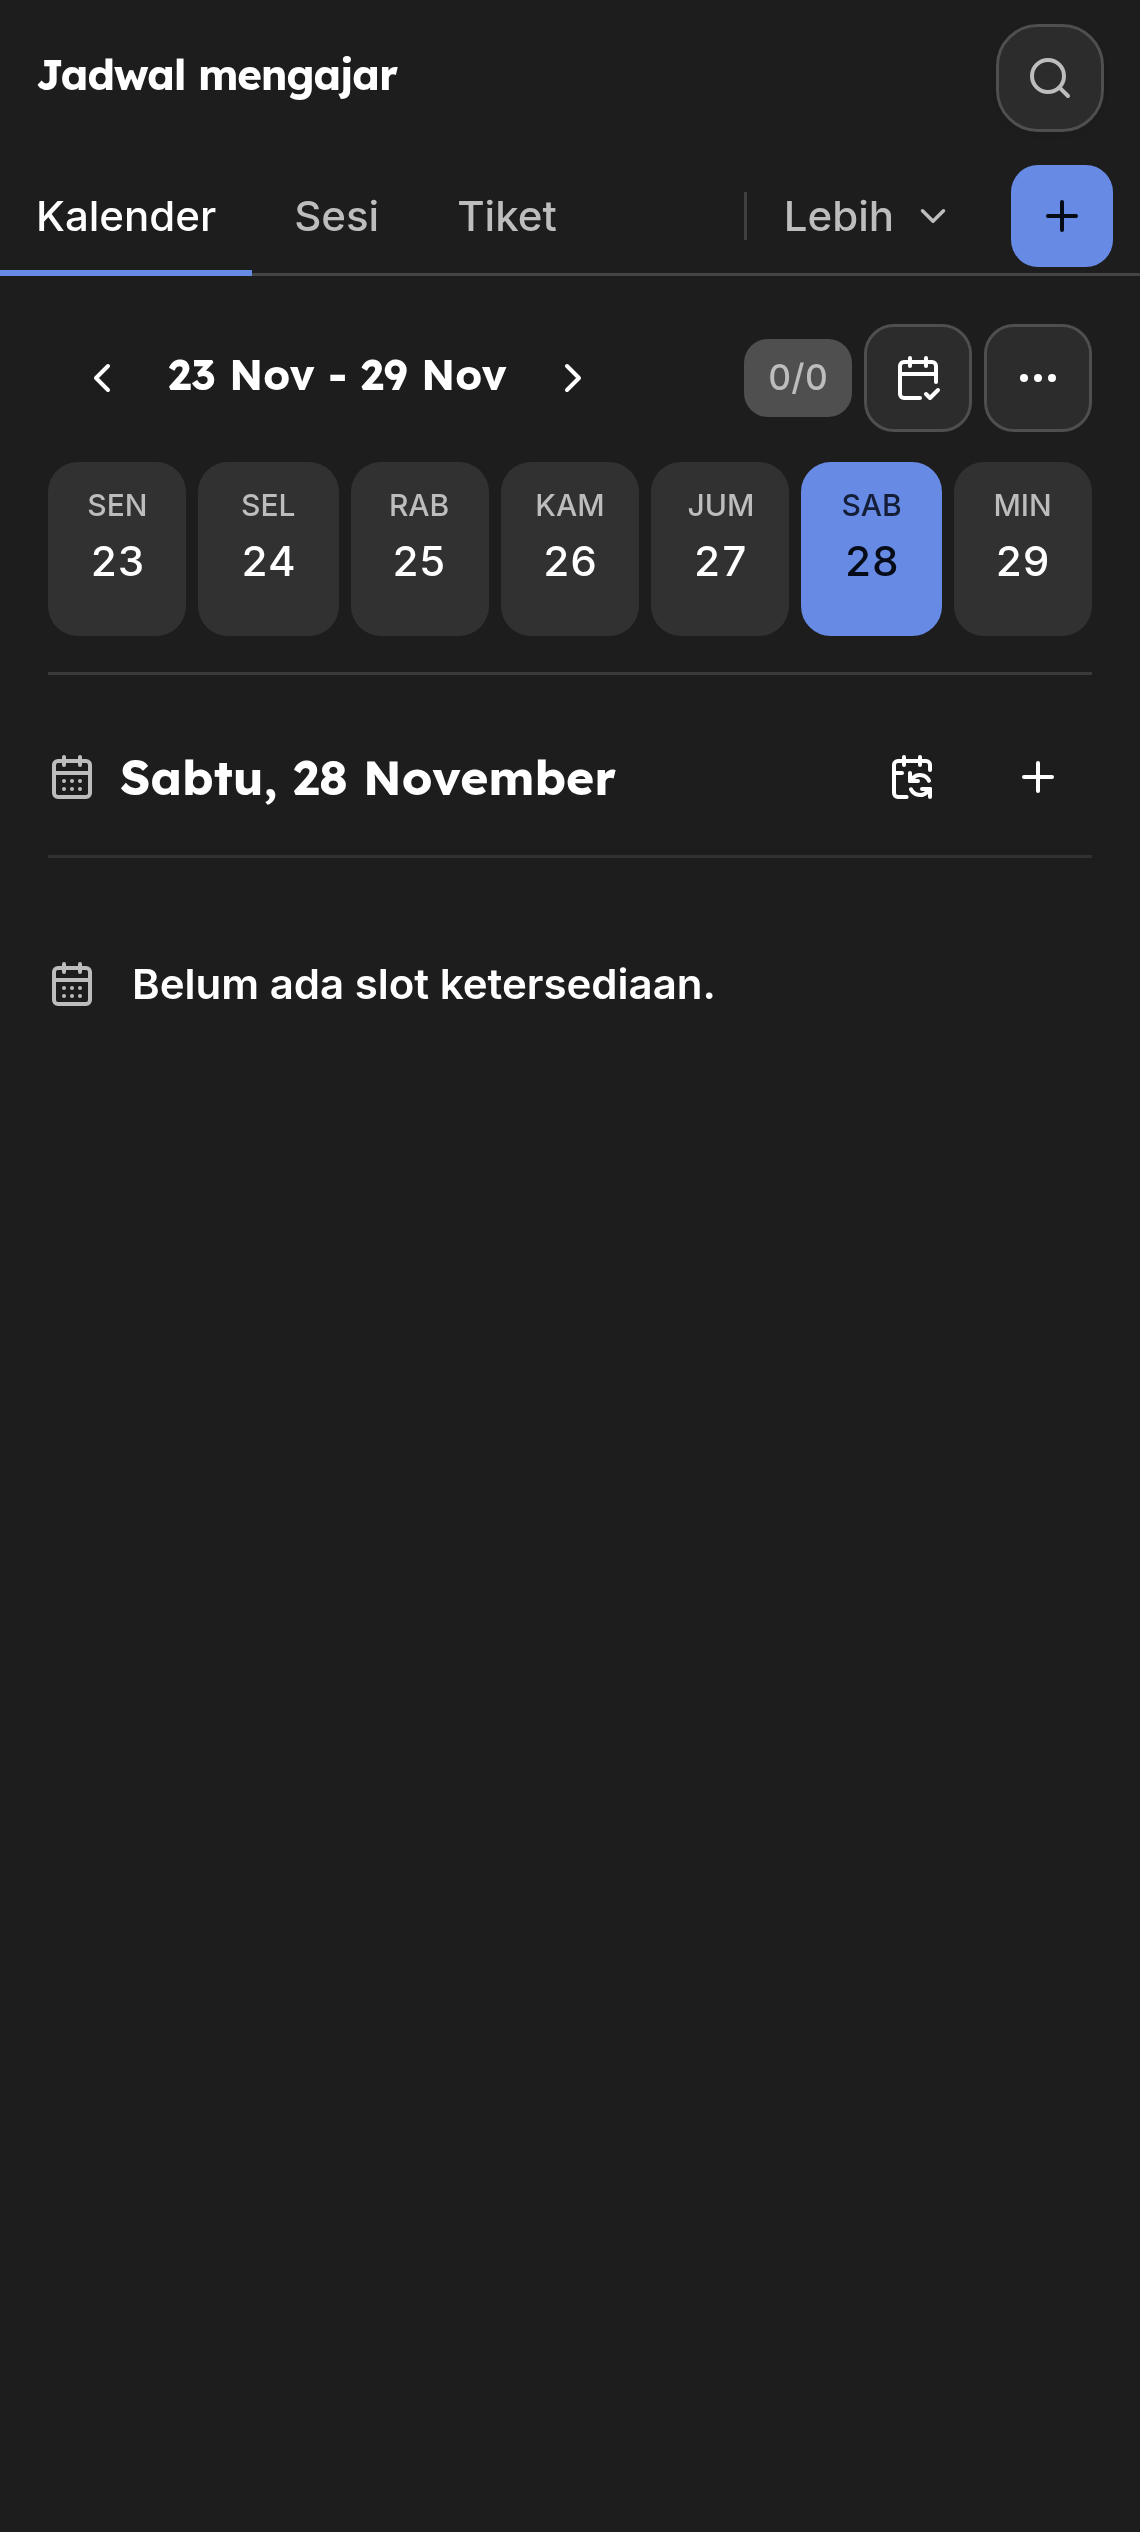 Jadwal mengajar
Kalender Sesi Tiket Lebih
23 Nov - 29 Nov 0/0
SEN SEL RAB KAM JUM SAB MIN
23 24 25 26 27 28 29
Sabtu, 28 November
Belum ada slot ketersediaan.